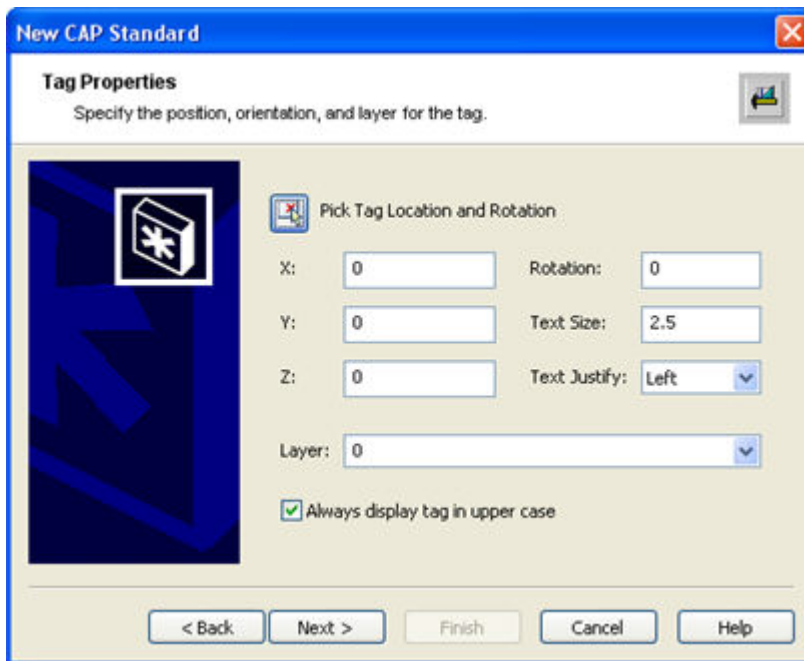 New CAP Standard
Tag Properties
Specify the position, orientation, and layer for the tag.
Pick Tag Location and Rotation
X: 0 Rotation: 0
Y: 0 Text Size: 2.5
Z: 0 Text Justify: Left
Layer: 0
Always display tag in upper case
< Back Next > Finish Cancel Help